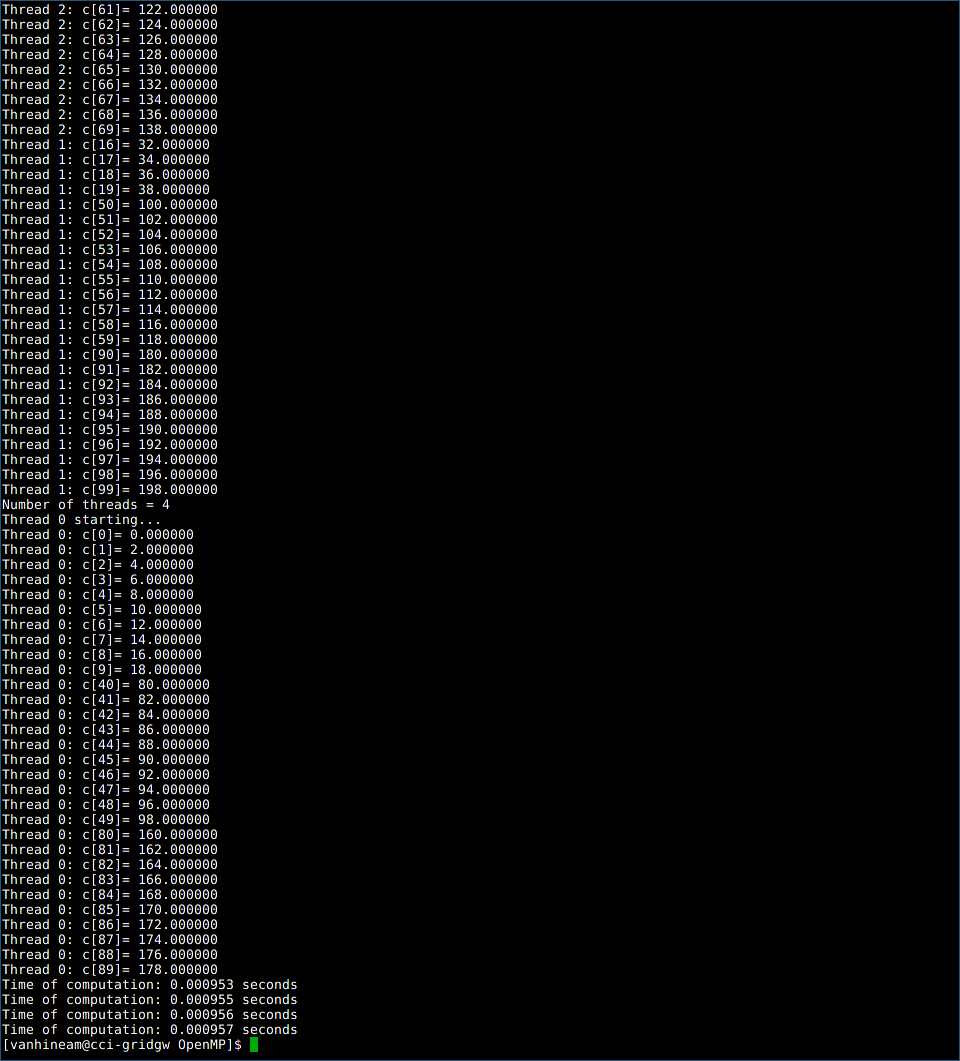 Thread 2: c[61]= 122.000000
Thread 2: c[62]= 124.000000
Thread 2: c[63]= 126.000000
Thread 2: c[64]= 128.000000
Thread 2: c[65]= 130.000000
Thread 2: c[66]= 132.000000
Thread 2: c[67]= 134.000000
Thread 2: c[68]= 136.000000
Thread 2: c[69]= 138.000000
Thread 1: c[16]= 32.000000
Thread 1: c[17]= 34.000000
Thread 1: c[18]= 36.000000
Thread 1: c[19]= 38.000000
Thread 1: c[50]= 100.000000
Thread 1: c[51]= 102.000000
Thread 1: c[52]= 104.000000
Thread 1: c[53]= 106.000000
Thread 1: c[54]= 108.000000
Thread 1: c[55]= 110.000000
Thread 1: c[56]= 112.000000
Thread 1: c[57]= 114.000000
Thread 1: c[58]= 116.000000
Thread 1: c[59]= 118.000000
Thread 1: c[90]= 180.000000
Thread 1: c[91]= 182.000000
Thread 1: c[92]= 184.000000
Thread 1: c[93]= 186.000000
Thread 1: c[94]= 188.000000
Thread 1: c[95]= 190.000000
Thread 1: c[96]= 192.000000
Thread 1: c[97]= 194.000000
Thread 1: c[98]= 196.000000
Thread 1: c[99]= 198.000000
Number of threads = 4
Thread 0 starting...
Thread 0: c[0]= 0.000000
Thread 0: c[1]= 2.000000
Thread 0: c[2]= 4.000000
Thread 0: c[3]= 6.000000
Thread 0: c[4]= 8.000000
Thread 0: c[5]= 10.000000
Thread 0: c[6]= 12.000000
Thread 0: c[7]= 14.000000
Thread 0: c[8]= 16.000000
Thread 0: c[9]= 18.000000
Thread 0: c[40]= 80.000000
Thread 0: c[41]= 82.000000
Thread 0: c[42]= 84.000000
Thread 0: c[43]= 86.000000
Thread 0: c[44]= 88.000000
Thread 0: c[45]= 90.000000
Thread 0: c[46]= 92.000000
Thread 0: c[47]= 94.000000
Thread 0: c[48]= 96.000000
Thread 0: c[49]= 98.000000
Thread 0: c[80]= 160.000000
Thread 0: c[81]= 162.000000
Thread 0: c[82]= 164.000000
Thread 0: c[83]= 166.000000
Thread 0: c[84]= 168.000000
Thread 0: c[85]= 170.000000
Thread 0: c[86]= 172.000000
Thread 0: c[87]= 174.000000
Thread 0: c[88]= 176.000000
Thread 0: c[89]= 178.000000
Time of computation: 0.000953 seconds
Time of computation: 0.000955 seconds
Time of computation: 0.000956 seconds
Time of computation: 0.000957 seconds
[vanhineam@cci-gridgw OpenMP]$